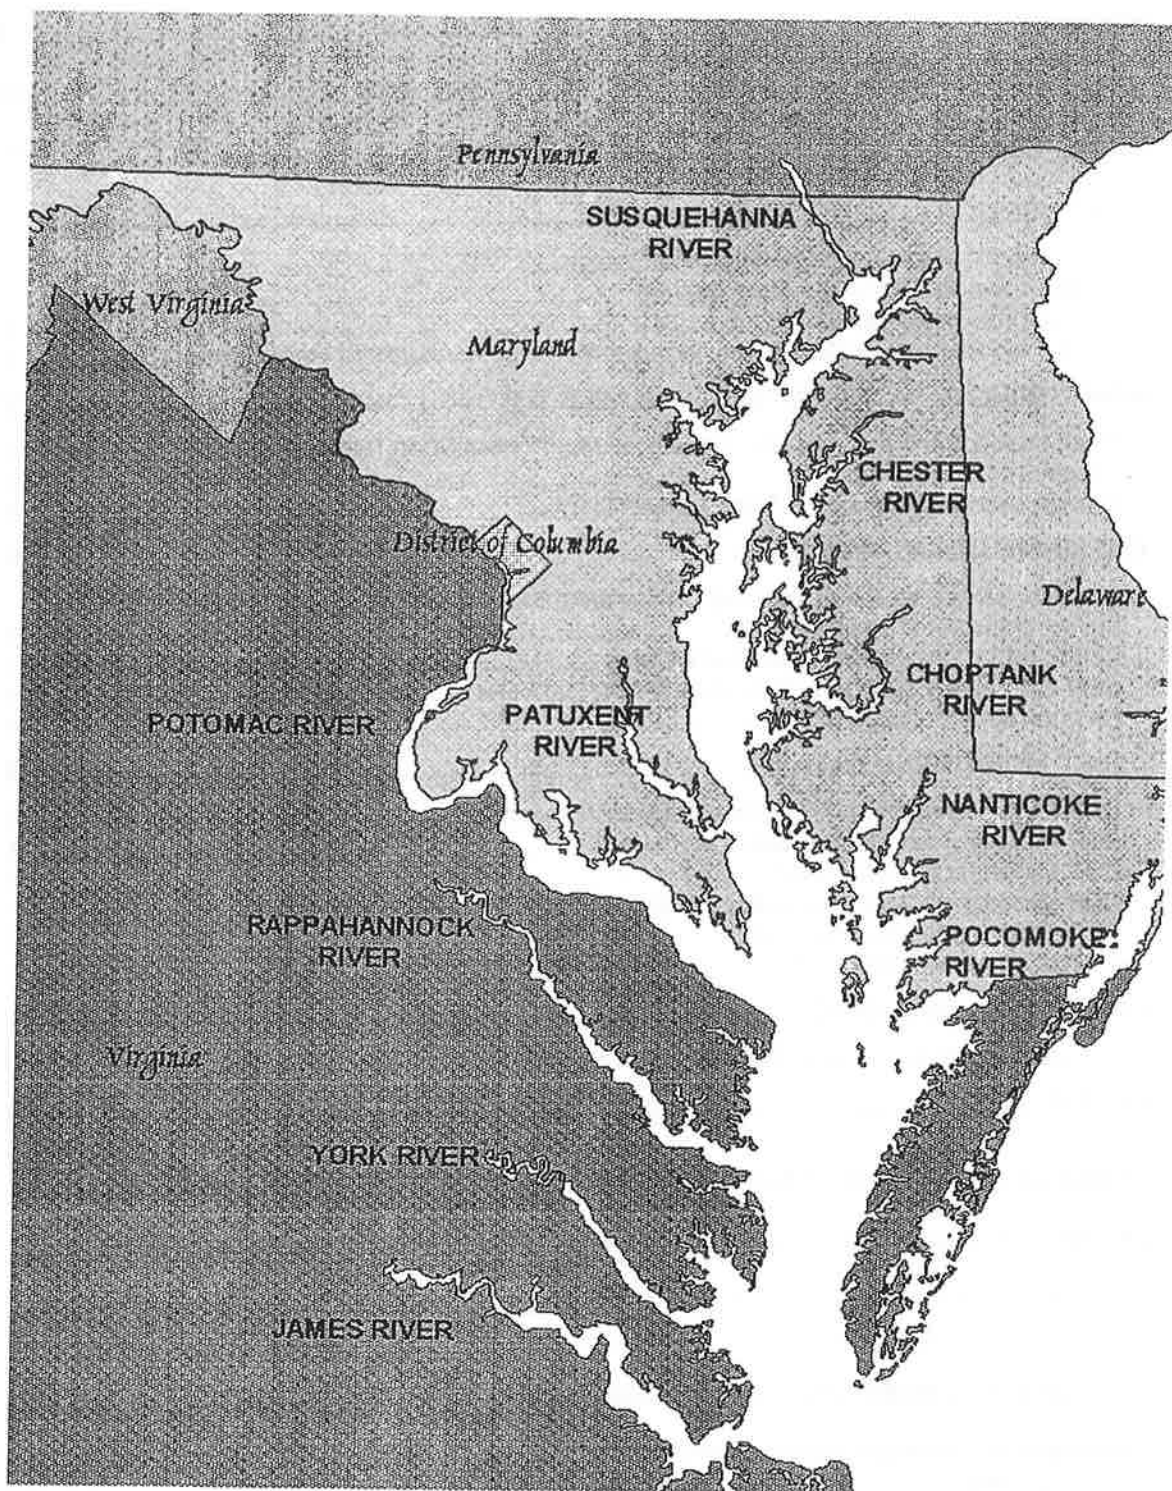 Pennsylvania
SUSQUEHANNA
RIVER
West Virginia
Maryland
CHESTER
RIVER
District of Columbia
Delaware
CHOPTANK
RIVER
POTOMAC RIVER
PATUXENT
RIVER
NANTICOKE
RIVER
RAPPAHANNOCK
RIVER
POCOMOKE
RIVER
Virginia
YORK RIVER
JAMES RIVER